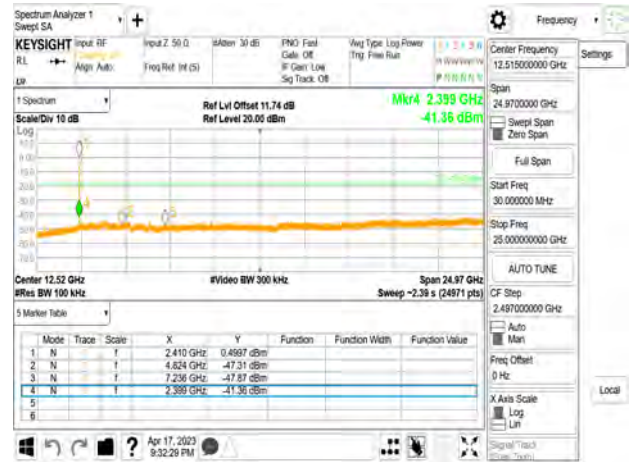 Spectrum Analyzer 1
Swept SA
Frequency
KEYSIGHT
Input: RF
Input Z: 50 Ω
#Atten: 30 dB
PNO: Fast
Avg Type: Log-Power
RL
Align: Auto
Freq Ref: Int (S)
Gate: Off
Trig: Free Run
IF Gain: Low
Sig Track: Off
Center Frequency
12.515000000 GHz
Settings
Span
24.9700000 GHz
Swept Span
Zero Span
Full Span
Start Freq
30.000000 MHz
Stop Freq
25.000000000 GHz
AUTO TUNE
CF Step
2.497000000 GHz
Auto
Man
Freq Offset
0 Hz
X Axis Scale
Log
Lin
Signal Track
Local
1 Spectrum
Ref Lvl Offset 11.74 dB
Mkr4 2.399 GHz
Scale/Div 10 dB
Ref Level 20.00 dBm
-41.36 dBm
Log
Center 12.52 GHz
#Video BW 300 kHz
Span 24.97 GHz
#Res BW 100 kHz
Sweep ~2.39 s (24971 pts)
5 Marker Table
Mode Trace Scale X Y Function Function Width Function Value
1 N f 2.410 GHz 0.4997 dBm
2 N f 4.824 GHz -47.31 dBm
3 N f 7.236 GHz -47.87 dBm
4 N f 2.399 GHz -41.36 dBm
5
6
?
Apr 17, 2023
9:32:29 PM